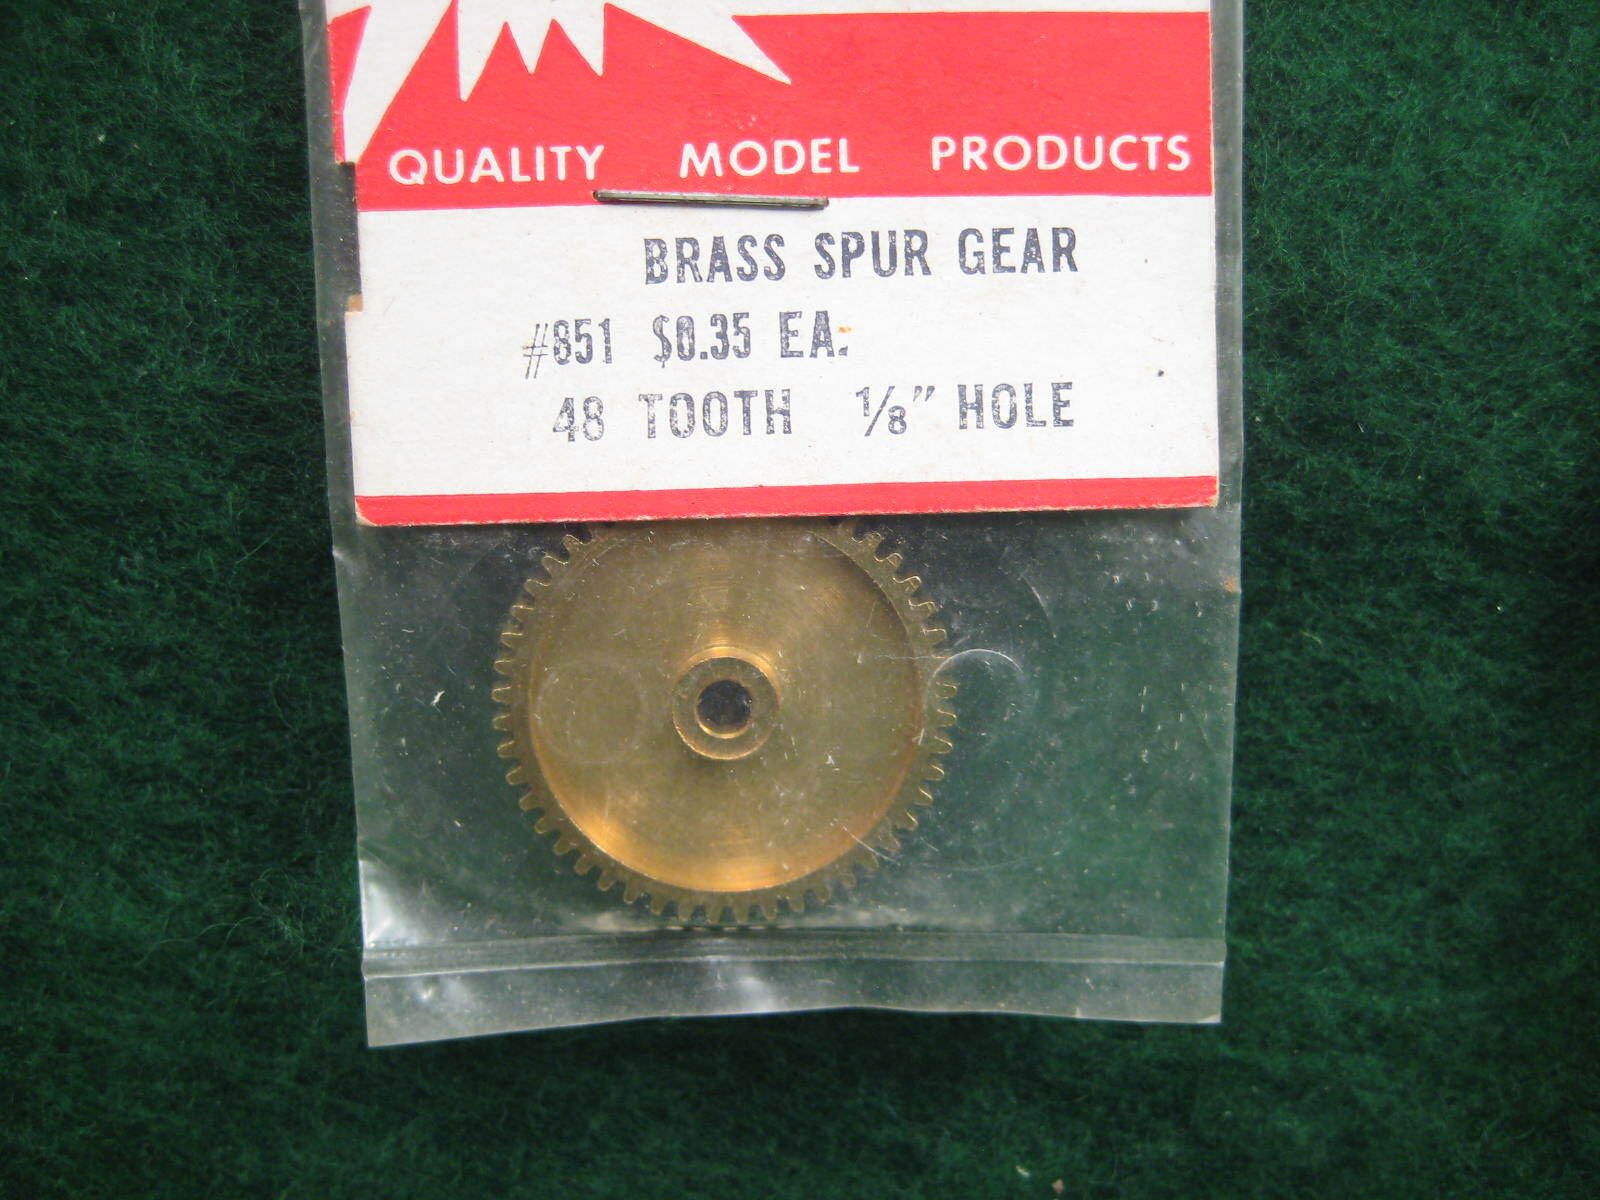 QUALITY MODEL PRODUCTS
BRASS SPUR GEAR
#851 $0.35 EA.
48 TOOTH 1/8" HOLE